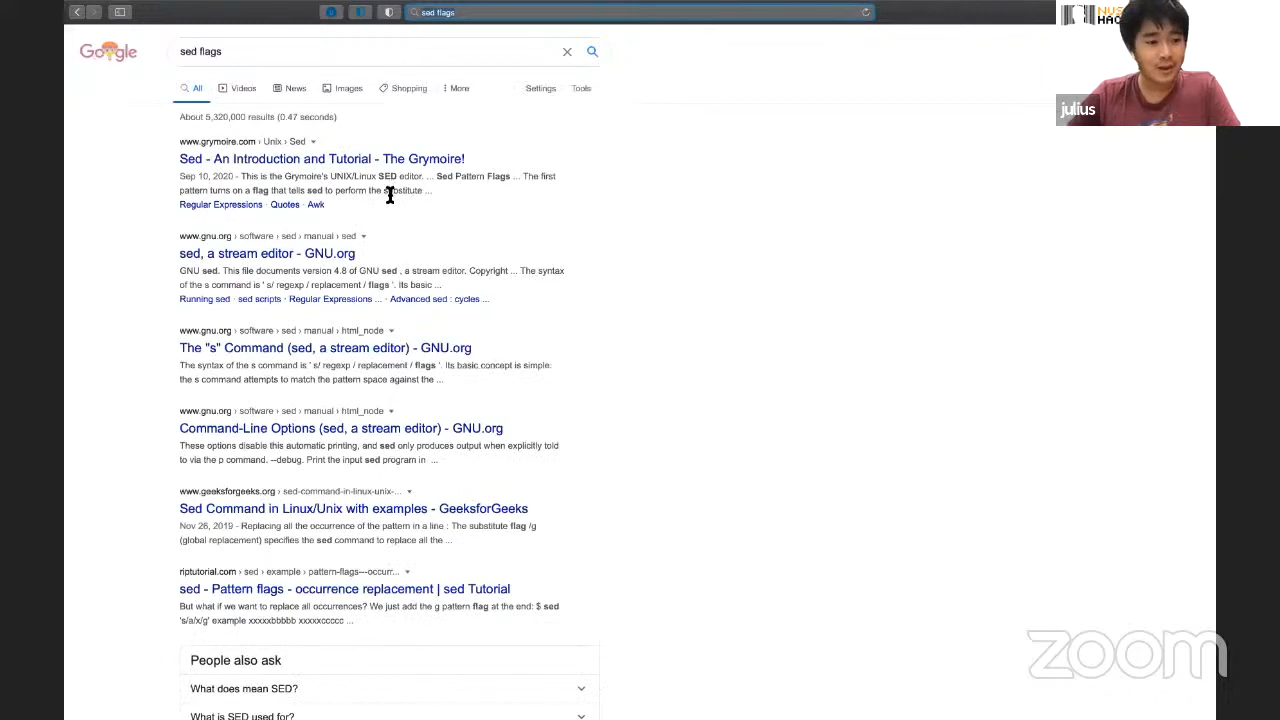 sed flags
NUS
HAC
Google
sed flags
All
Videos
News
Images
Shopping
More
Settings
Tools
julius
About 5,320,000 results (0.47 seconds)
www.grymoire.com › Unix › Sed
Sed - An Introduction and Tutorial - The Grymoire!
Sep 10, 2020 - This is the Grymoire's UNIX/Linux SED editor. ... Sed Pattern Flags ... The first
pattern turns on a flag that tells sed to perform the substitute ...
Regular Expressions · Quotes · Awk
www.gnu.org › software › sed › manual › sed
sed, a stream editor - GNU.org
GNU sed. This file documents version 4.8 of GNU sed , a stream editor. Copyright ... The syntax
of the s command is ' s/ regexp / replacement / flags '. Its basic ...
Running sed · sed scripts · Regular Expressions ... · Advanced sed : cycles ...
www.gnu.org › software › sed › manual › html_node
The "s" Command (sed, a stream editor) - GNU.org
The syntax of the s command is ' s/ regexp / replacement / flags '. Its basic concept is simple:
the s command attempts to match the pattern space against the ...
www.gnu.org › software › sed › manual › html_node
Command-Line Options (sed, a stream editor) - GNU.org
These options disable this automatic printing, and sed only produces output when explicitly told
to via the p command. --debug. Print the input sed program in ...
www.geeksforgeeks.org › sed-command-in-linux-unix-...
Sed Command in Linux/Unix with examples - GeeksforGeeks
Nov 26, 2019 - Replacing all the occurrence of the pattern in a line : The substitute flag /g
(global replacement) specifies the sed command to replace all the ...
riptutorial.com › sed › example › pattern-flags---occurr...
sed - Pattern flags - occurrence replacement | sed Tutorial
But what if we want to replace all occurrences? We just add the g pattern flag at the end: $ sed
's/a/x/g' example xxxxxbbbbb xxxxxccccc ...
People also ask
What does mean SED?
What is SED used for?
zoom